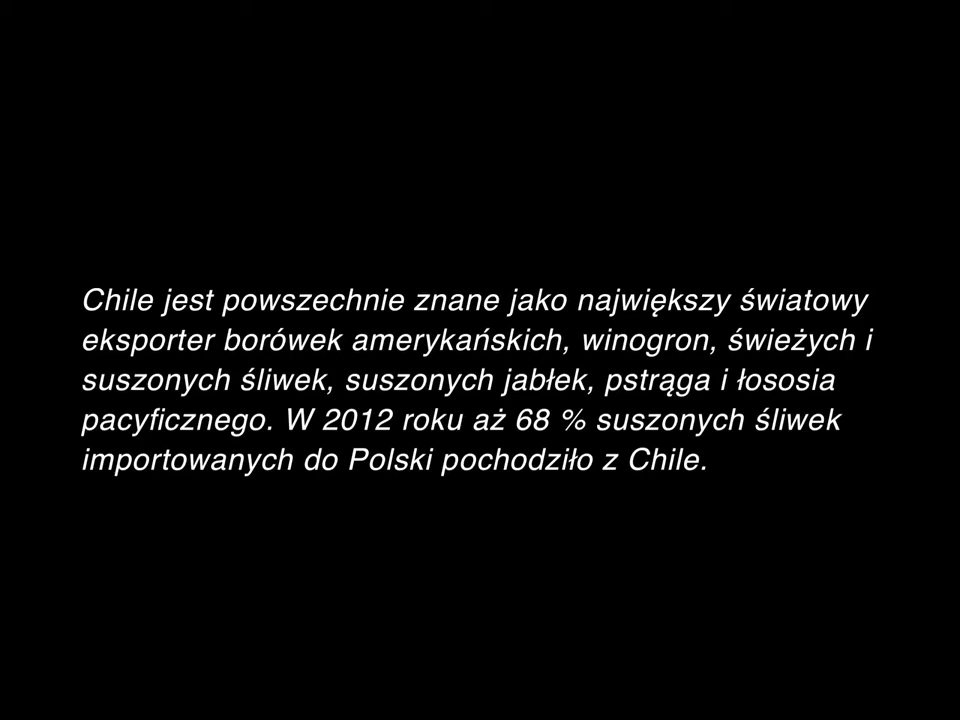 Chile jest powszechnie znane jako największy światowy
eksporter borówek amerykańskich, winogron, świeżych i
suszonych śliwek, suszonych jabłek, pstrąga i łososia
pacyficznego. W 2012 roku aż 68 % suszonych śliwek
importowanych do Polski pochodziło z Chile.